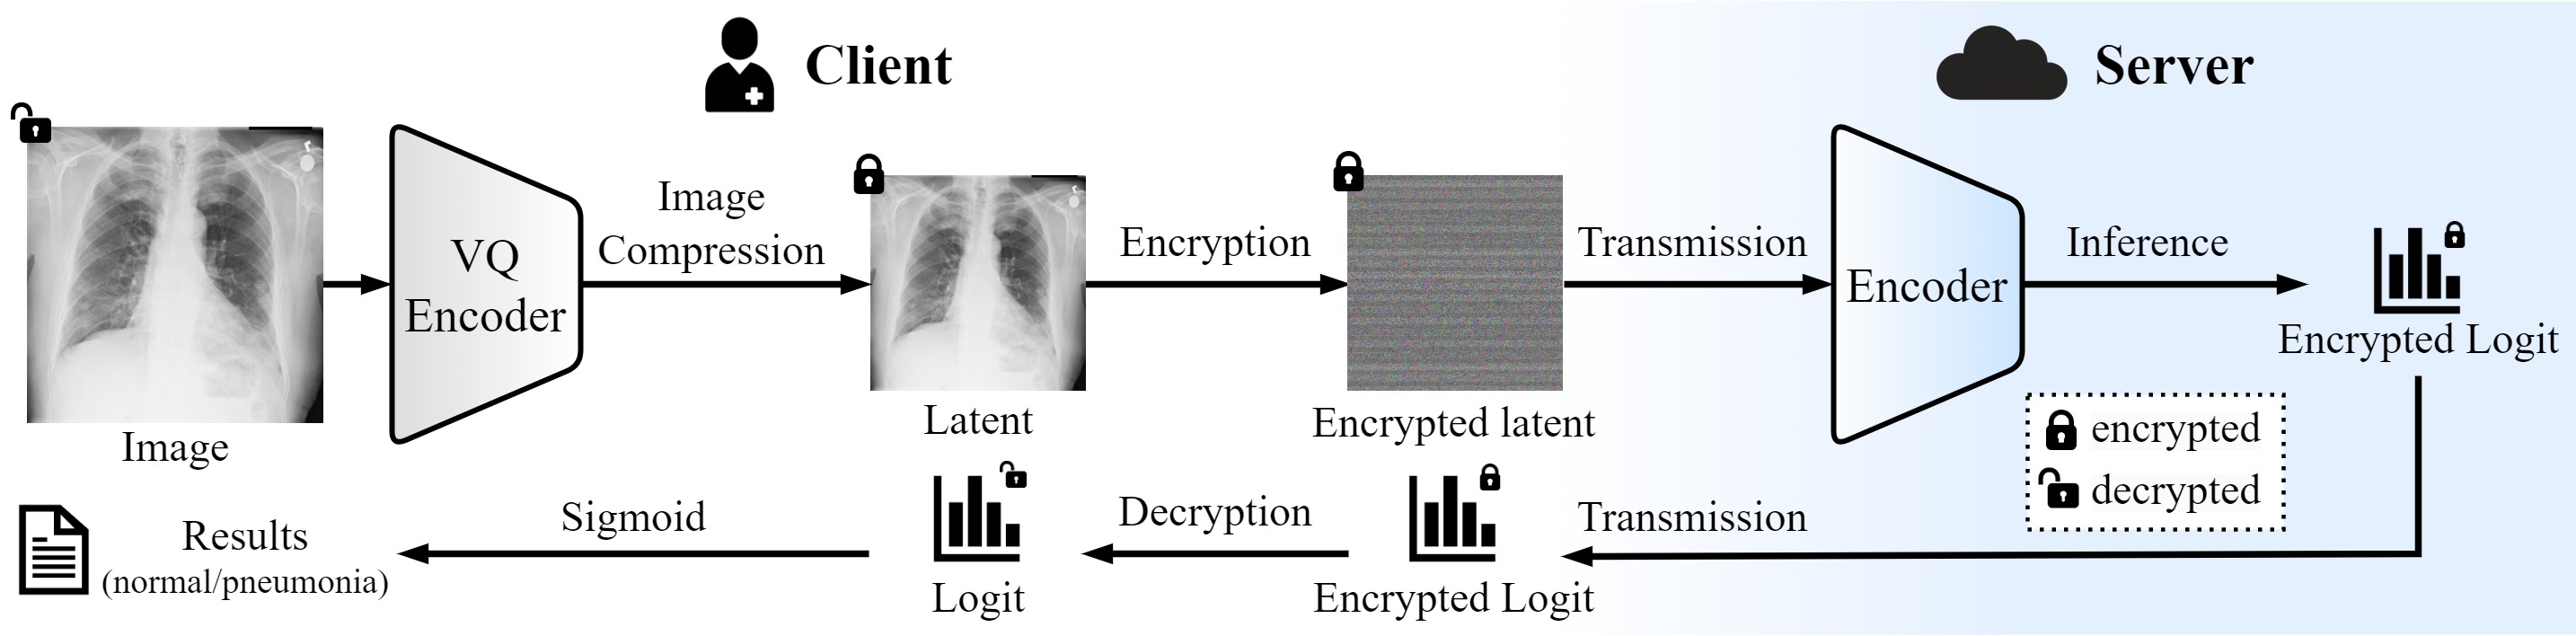 Client
Server
VQ
Encoder
Image
Compression
Encryption
Transmission
Encoder
Inference
Encrypted Logit
Image
Latent
Encrypted latent
encrypted
decrypted
Results
(normal/pneumonia)
Sigmoid
Logit
Decryption
Encrypted Logit
Transmission